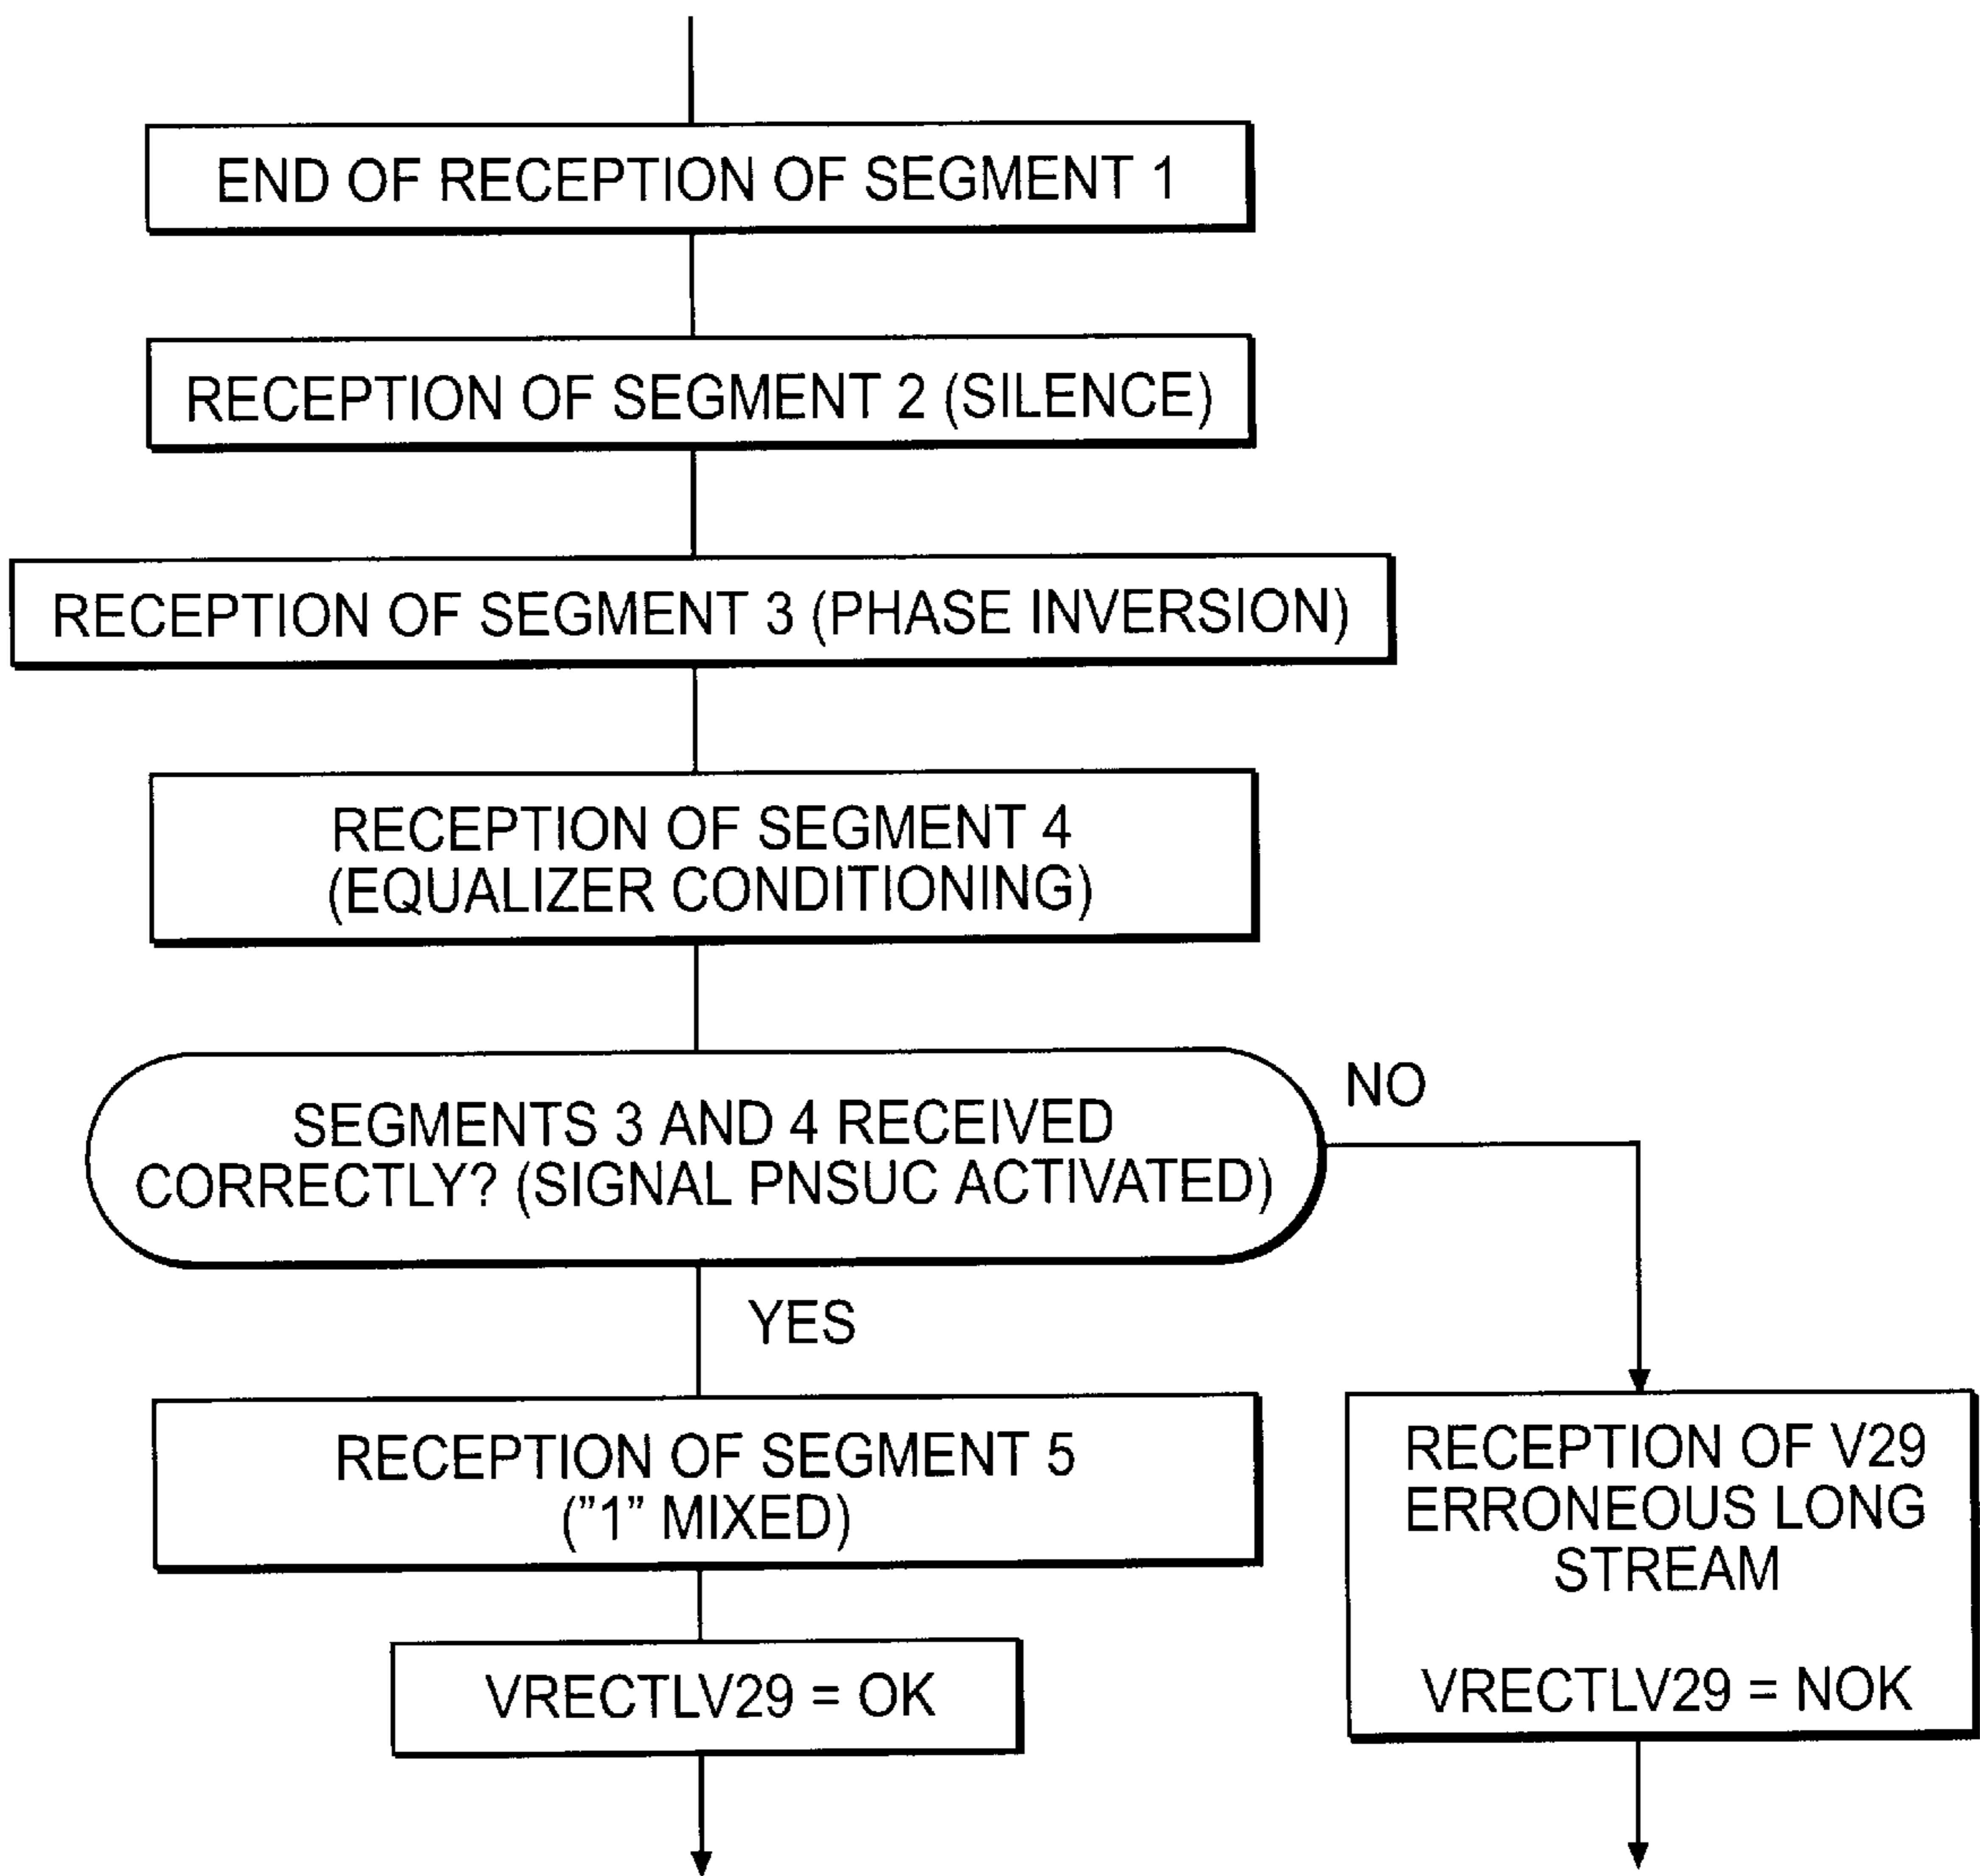 END OF RECEPTION OF SEGMENT 1
RECEPTION OF SEGMENT 2 (SILENCE)
RECEPTION OF SEGMENT 3 (PHASE INVERSION)
RECEPTION OF SEGMENT 4
(EQUALIZER CONDITIONING)
SEGMENTS 3 AND 4 RECEIVED
CORRECTLY? (SIGNAL PNSUC ACTIVATED)
NO
YES
RECEPTION OF SEGMENT 5
(”1” MIXED)
VRECTLV29 = OK
RECEPTION OF V29
ERRONEOUS LONG
STREAM
VRECTLV29 = NOK